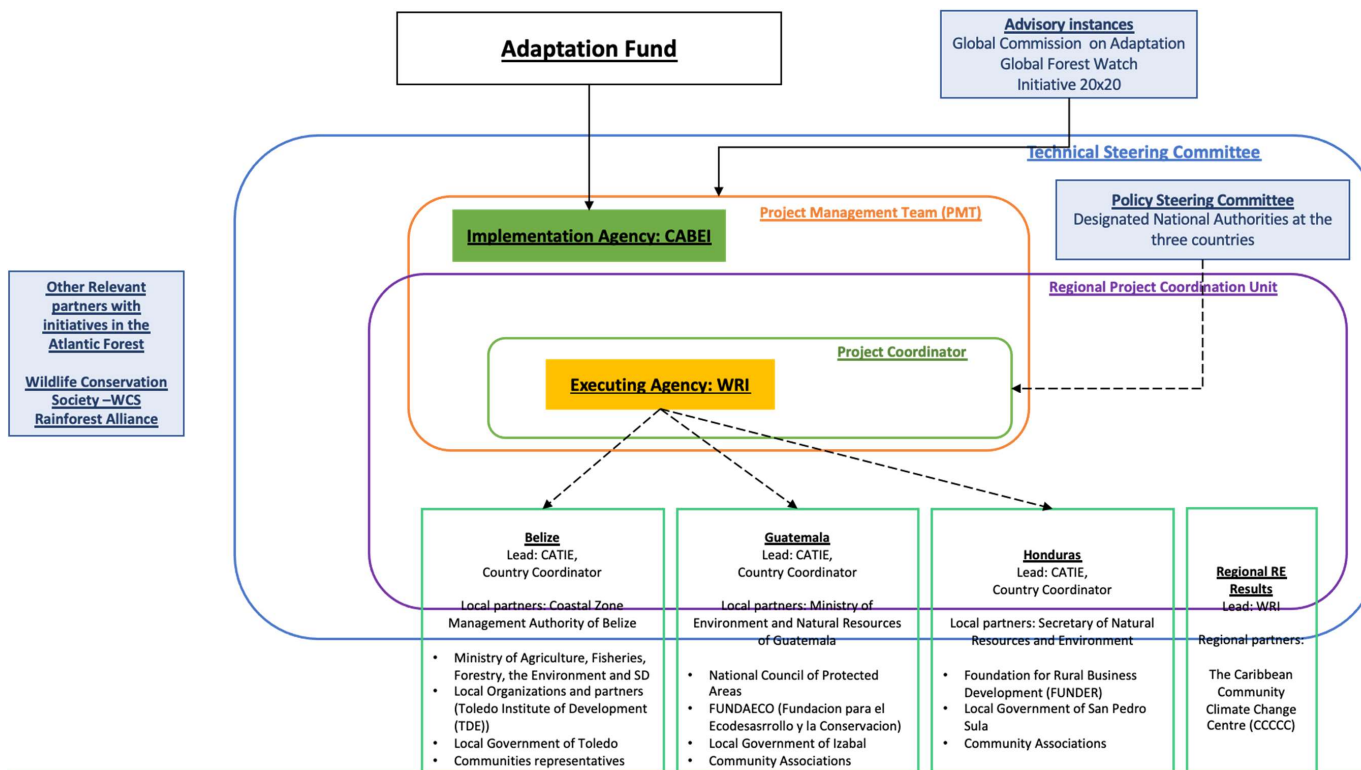 Adaptation Fund
Advisory instances
Global Commission on Adaptation
Global Forest Watch
Initiative 20x20
Technical Steering Committee
Project Management Team (PMT)
Policy Steering Committee
Designated National Authorities at the
three countries
Implementation Agency: CABEI
Regional Project Coordination Unit
Other Relevant
partners with
initiatives in the
Atlantic Forest
Wildlife Conservation
Society –WCS
Rainforest Alliance
Project Coordinator
Executing Agency: WRI
Belize
Lead: CATIE,
Country Coordinator
Local partners: Coastal Zone
Management Authority of Belize
• Ministry of Agriculture, Fisheries,
Forestry, the Environment and SD
• Local Organizations and partners
(Toledo Institute of Development
(TDE))
• Local Government of Toledo
• Communities representatives
Guatemala
Lead: CATIE,
Country Coordinator
Local partners: Ministry of
Environment and Natural Resources
of Guatemala
• National Council of Protected
Areas
• FUNDAECO (Fundacion para el
Ecodesasrrollo y la Conservacion)
• Local Government of Izabal
• Community Associations
Honduras
Lead: CATIE,
Country Coordinator
Local partners: Secretary of Natural
Resources and Environment
• Foundation for Rural Business
Development (FUNDER)
• Local Government of San Pedro
Sula
• Community Associations
Regional RE
Results
Lead: WRI
Regional partners:
The Caribbean
Community
Climate Change
Centre (CCCCC)